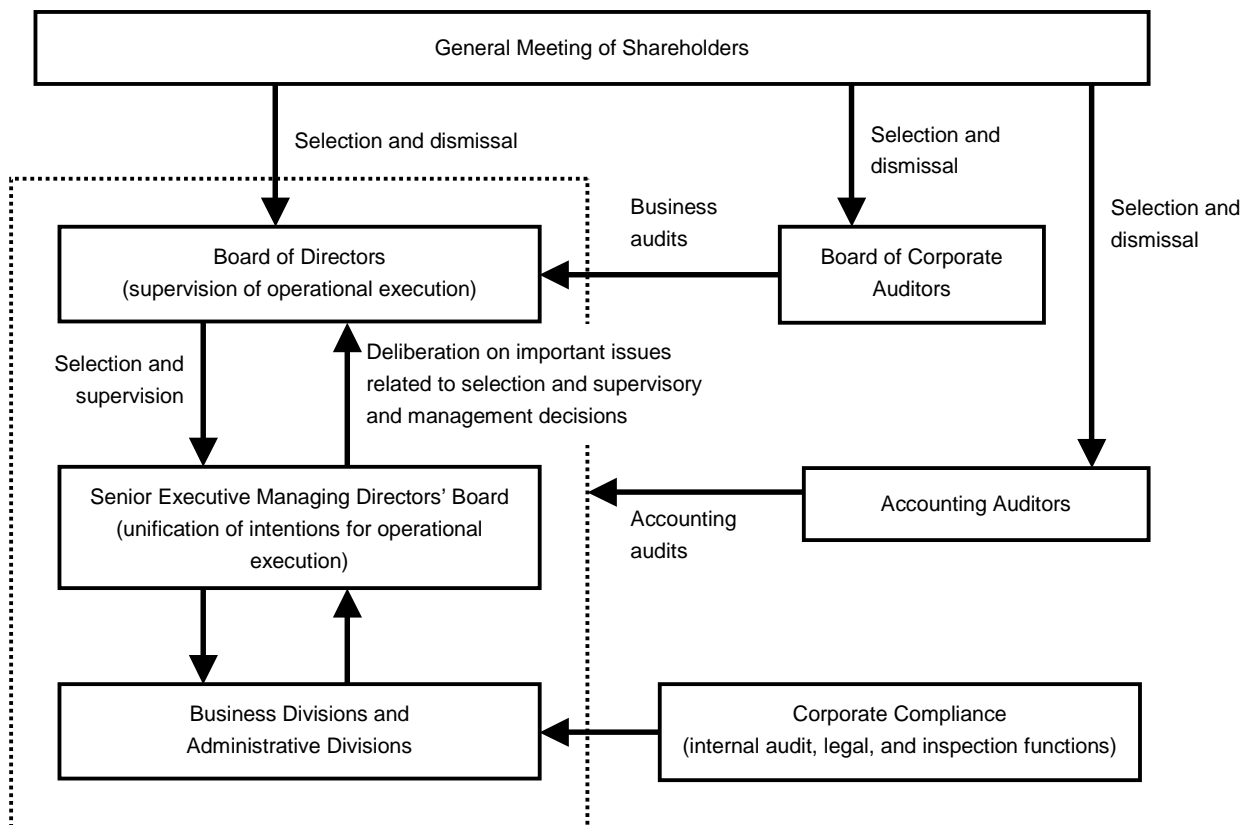 General Meeting of Shareholders
Selection and dismissal
Selection and
dismissal
Selection and
dismissal
Business
audits
Board of Directors
(supervision of operational execution)
Board of Corporate
Auditors
Selection and
supervision
Deliberation on important issues
related to selection and supervisory
and management decisions
Senior Executive Managing Directors’ Board
(unification of intentions for operational
execution)
Accounting Auditors
Accounting
audits
Business Divisions and
Administrative Divisions
Corporate Compliance
(internal audit, legal, and inspection functions)